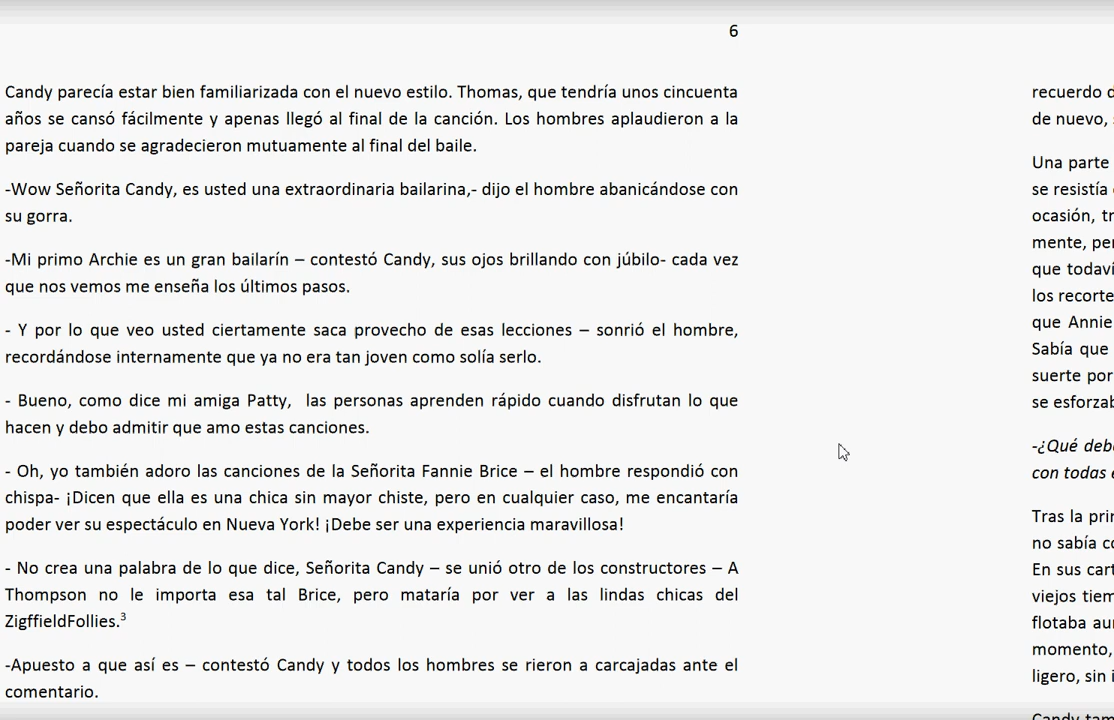 6
Candy parecía estar bien familiarizada con el nuevo estilo. Thomas, que tendría unos cincuenta
años se cansó fácilmente y apenas llegó al final de la canción. Los hombres aplaudieron a la
pareja cuando se agradecieron mutuamente al final del baile.
-Wow Señorita Candy, es usted una extraordinaria bailarina,- dijo el hombre abanicándose con
su gorra.
-Mi primo Archie es un gran bailarín – contestó Candy, sus ojos brillando con júbilo- cada vez
que nos vemos me enseña los últimos pasos.
- Y por lo que veo usted ciertamente saca provecho de esas lecciones – sonrió el hombre,
recordándose internamente que ya no era tan joven como solía serlo.
- Bueno, como dice mi amiga Patty,  las personas aprenden rápido cuando disfrutan lo que
hacen y debo admitir que amo estas canciones.
- Oh, yo también adoro las canciones de la Señorita Fannie Brice – el hombre respondió con
chispa- ¡Dicen que ella es una chica sin mayor chiste, pero en cualquier caso, me encantaría
poder ver su espectáculo en Nueva York! ¡Debe ser una experiencia maravillosa!
- No crea una palabra de lo que dice, Señorita Candy – se unió otro de los constructores – A
Thompson no le importa esa tal Brice, pero mataría por ver a las lindas chicas del
ZigffieldFollies.³
-Apuesto a que así es – contestó Candy y todos los hombres se rieron a carcajadas ante el
comentario.
recuerdo
de nuevo,
Una parte
se resistía
ocasión,
mente,
que
los
que Annie
Sabía que
suerte por
-¿Qué
con todas
Tras la
no sabía
En sus
viejos
flotaba
momento,
ligero, sin
Candy